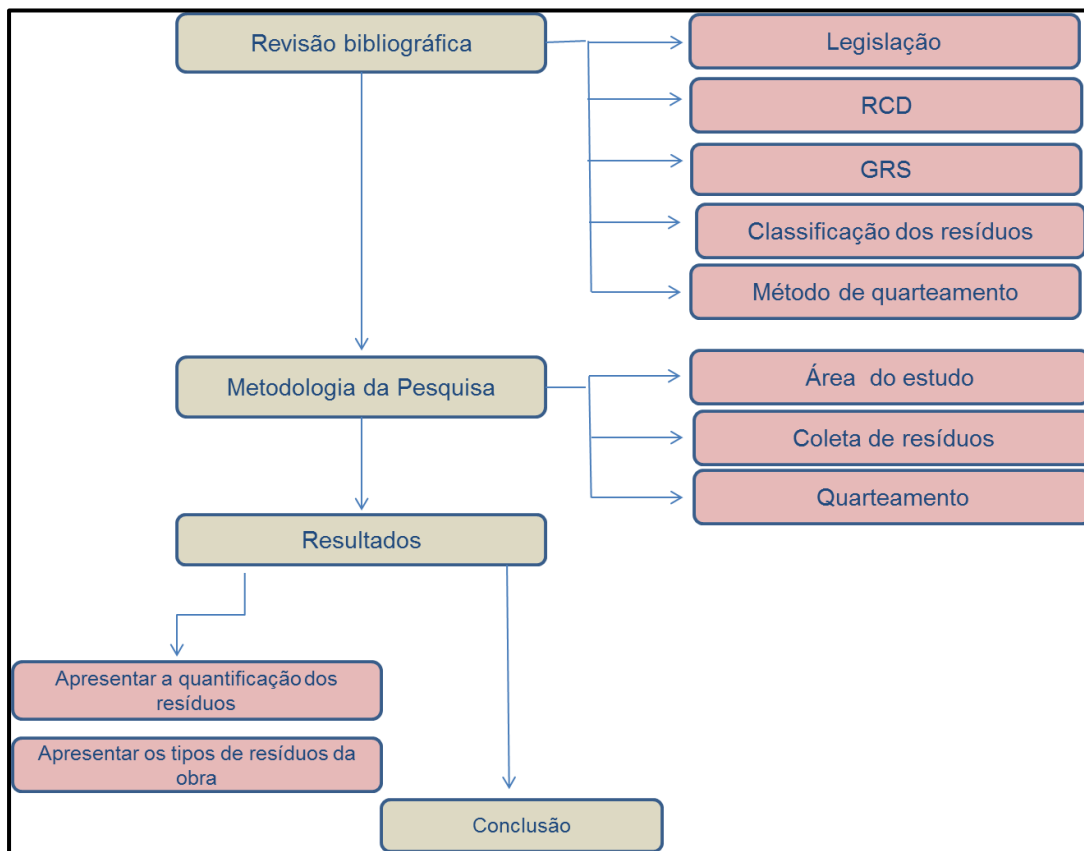 Revisão bibliográfica
Legislação
RCD
GRS
Classificação dos resíduos
Método de quarteamento
Metodologia da Pesquisa
Área do estudo
Coleta de resíduos
Quarteamento
Resultados
Apresentar a quantificação dos
resíduos
Apresentar os tipos de resíduos da
obra
Conclusão